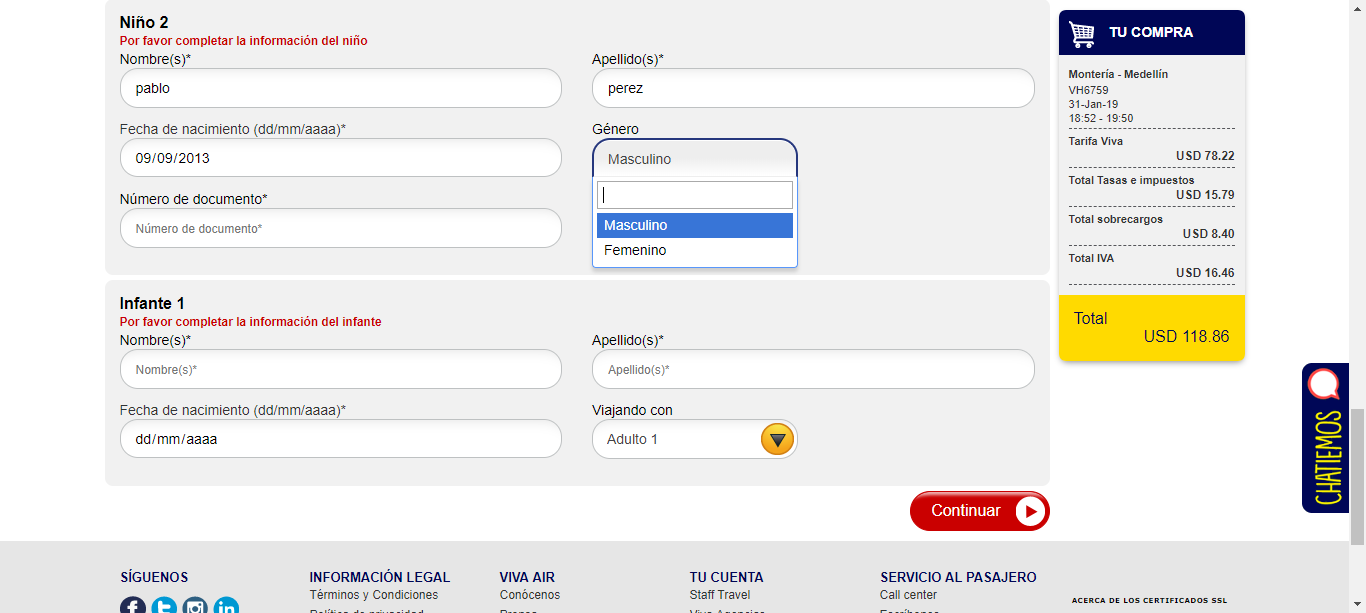 Niño 2
Por favor completar la información del niño
Nombre(s)*
Apellido(s)*
pablo
perez
Fecha de nacimiento (dd/mm/aaaa)*
Género
09/09/2013
Masculino
Número de documento*
Número de documento*
Masculino
Femenino
Infante 1
Por favor completar la información del infante
Nombre(s)*
Apellido(s)*
Nombre(s)*
Apellido(s)*
Fecha de nacimiento (dd/mm/aaaa)*
Viajando con
dd/mm/aaaa
Adulto 1
Continuar
TU COMPRA
Montería - Medellín
VH6759
31-Jan-19
18:52 - 19:50
Tarifa Viva
USD 78.22
Total Tasas e impuestos
USD 15.79
Total sobrecargos
USD 8.40
Total IVA
USD 16.46
Total
USD 118.86
CHATIEMOS
SÍGUENOS
INFORMACIÓN LEGAL
Términos y Condiciones
VIVA AIR
Conócenos
TU CUENTA
Staff Travel
SERVICIO AL PASAJERO
Call center
ACERCA DE LOS CERTIFICADOS SSL